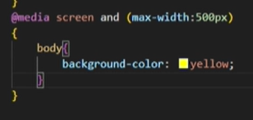 }
@media screen and (max-width:500px)
{
body{
background-color: yellow;
}
}